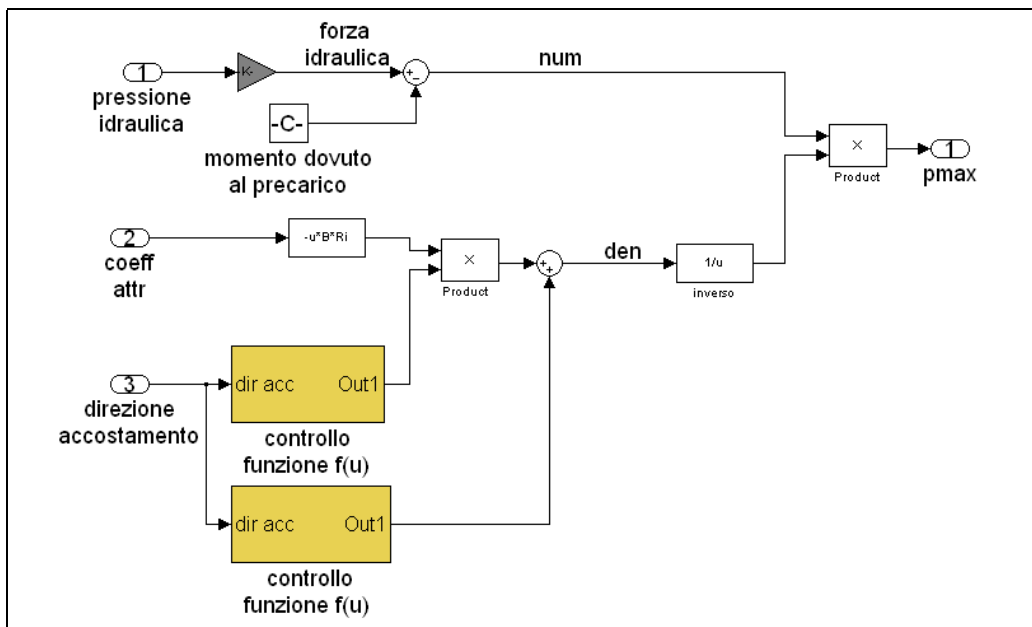 forza
idraulica
num
1
-K-
pressione
idraulica
-C-
momento dovuto
al precarico
×
Product
1
pmax
2
coeff
attr
-u*B*Ri
×
Product
den
1/u
inverso
3
direzione
accostamento
dir acc Out1
controllo
funzione f(u)
dir acc Out1
controllo
funzione f(u)